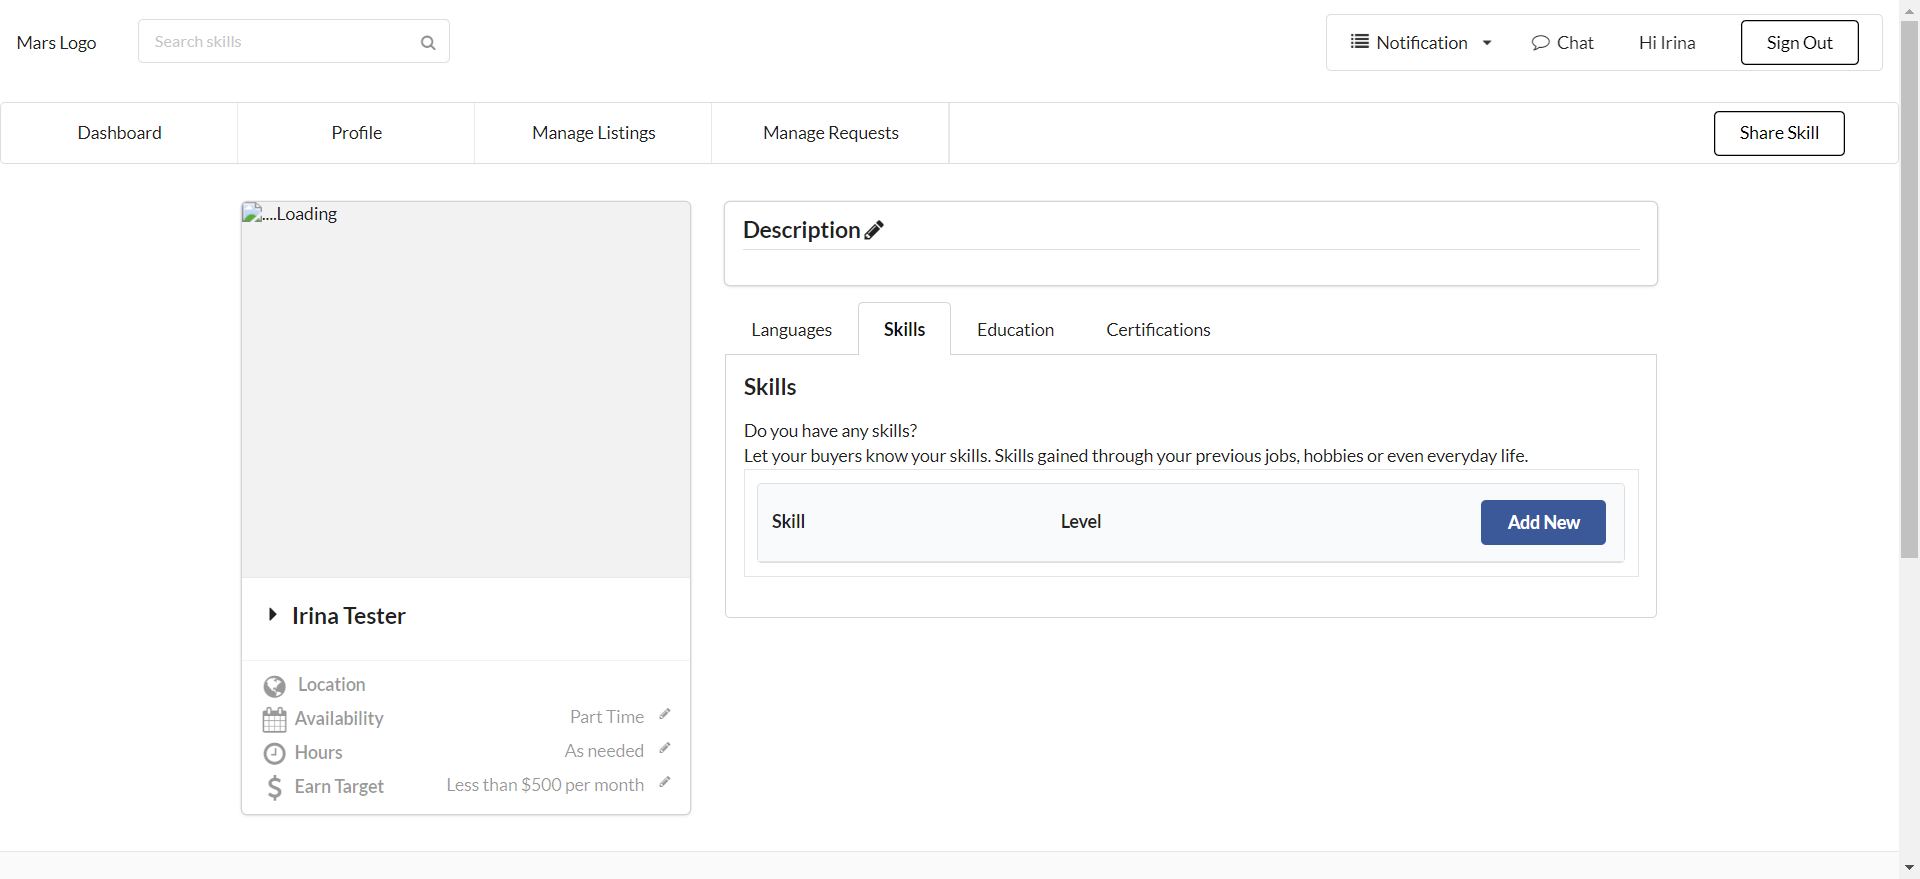 Mars Logo
Search skills
Notification
Chat
Hi Irina
Sign Out
Dashboard
Profile
Manage Listings
Manage Requests
Share Skill
....Loading
Irina Tester
Location
Availability
Part Time
Hours
As needed
Earn Target
Less than $500 per month
Description
Languages
Skills
Education
Certifications
Skills
Do you have any skills?
Let your buyers know your skills. Skills gained through your previous jobs, hobbies or even everyday life.
Skill
Level
Add New